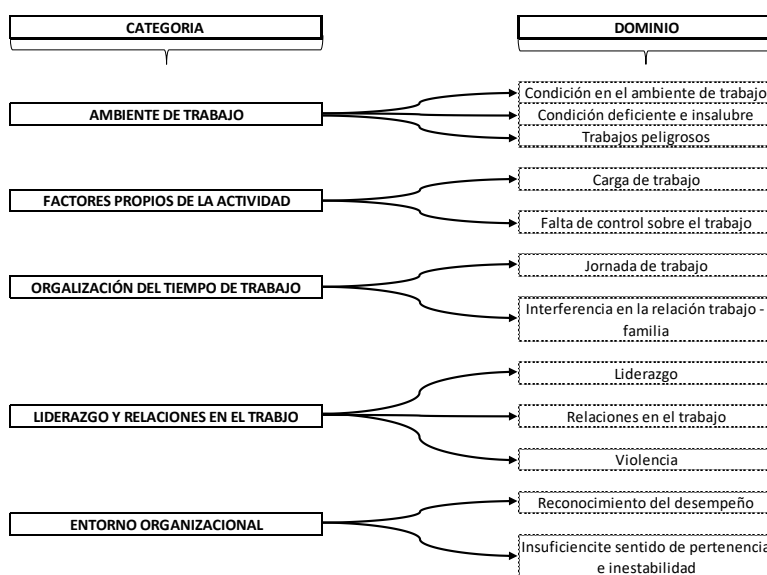 CATEGORIA
DOMINIO
AMBIENTE DE TRABAJO
Condición en el ambiente de trabajo
Condición deficiente e insalubre
Trabajos peligrosos
FACTORES PROPIOS DE LA ACTIVIDAD
Carga de trabajo
Falta de control sobre el trabajo
ORGALIZACIÓN DEL TIEMPO DE TRABAJO
Jornada de trabajo
Interferencia en la relación trabajo -
familia
LIDERAZGO Y RELACIONES EN EL TRABJO
Liderazgo
Relaciones en el trabajo
Violencia
ENTORNO ORGANIZACIONAL
Reconocimiento del desempeño
Insuficiencite sentido de pertenencia
e inestabilidad